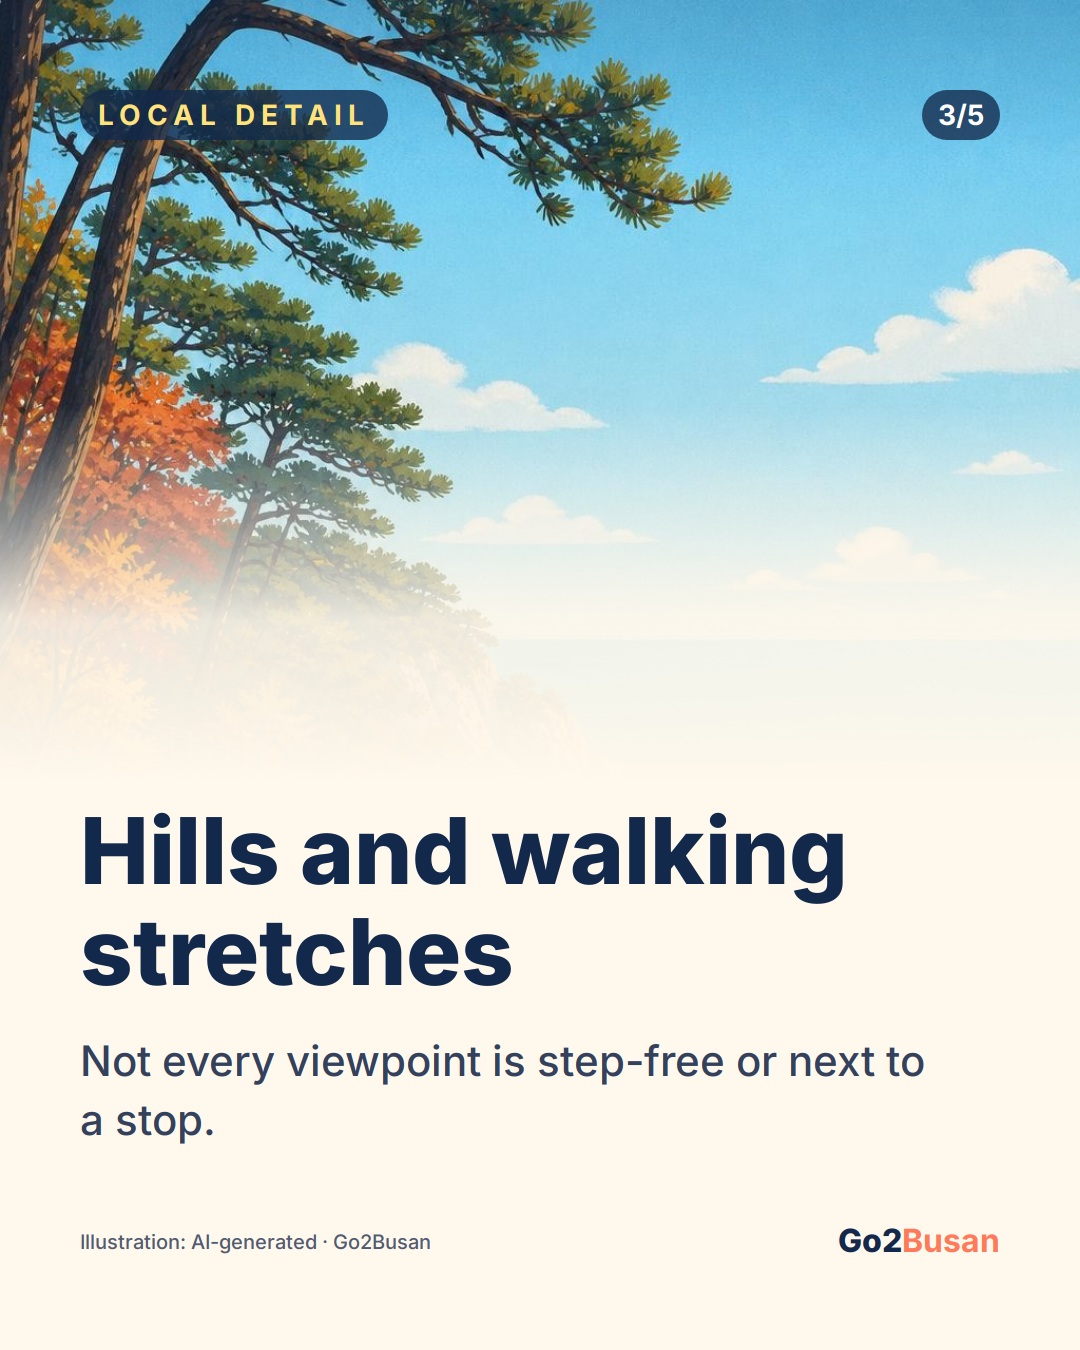 LOCAL DETAIL
3/5
Hills and walking
stretches
Not every viewpoint is step-free or next to
a stop.
Illustration: AI-generated · Go2Busan
Go2Busan